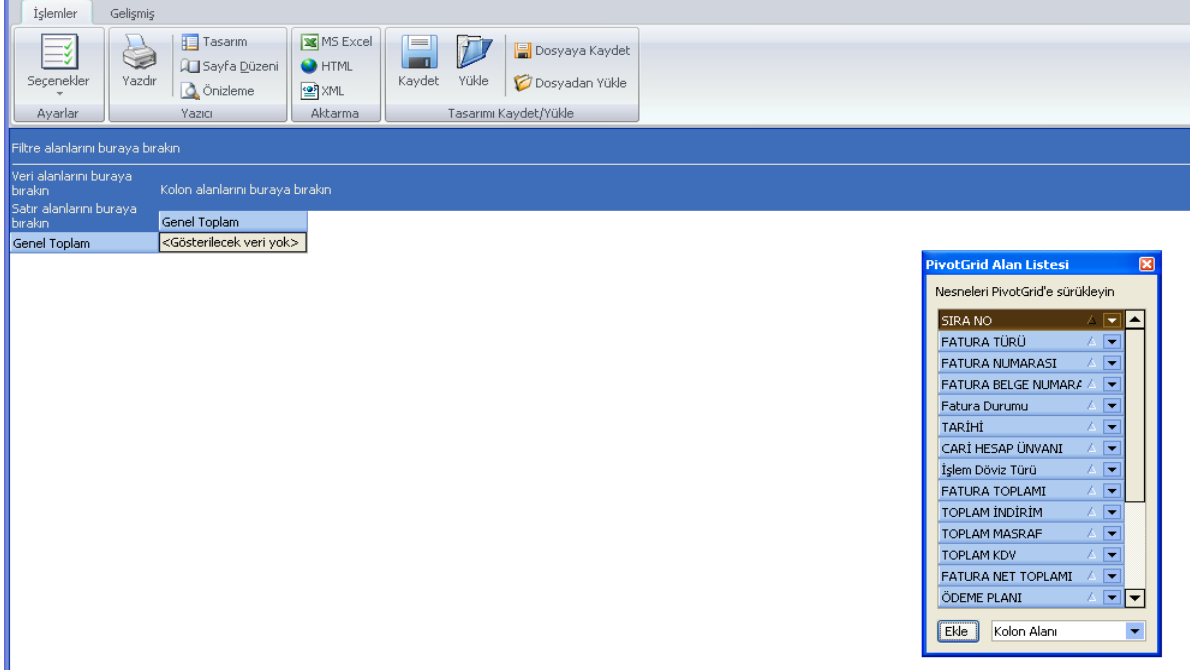 İşlemler Gelişmiş
Seçenekler
Yazdır
Tasarım
Sayfa Düzeni
Önizleme
MS Excel
HTML
XML
Kaydet
Yükle
Dosyaya Kaydet
Dosyadan Yükle
Ayarlar
Yazıcı
Aktarma
Tasarımı Kaydet/Yükle
Filtre alanlarını buraya bırakın
Veri alanlarını buraya
bırakın
Kolon alanlarını buraya bırakın
Satır alanlarını buraya
bırakın
Genel Toplam
Genel Toplam
<Gösterilecek veri yok>
PivotGrid Alan Listesi
Nesneleri PivotGrid'e sürükleyin
SIRA NO
FATURA TÜRÜ
FATURA NUMARASI
FATURA BELGE NUMARA
Fatura Durumu
TARİHİ
CARİ HESAP ÜNVANI
İşlem Döviz Türü
FATURA TOPLAMI
TOPLAM İNDİRİM
TOPLAM MASRAF
TOPLAM KDV
FATURA NET TOPLAMI
ÖDEME PLANI
Ekle
Kolon Alanı